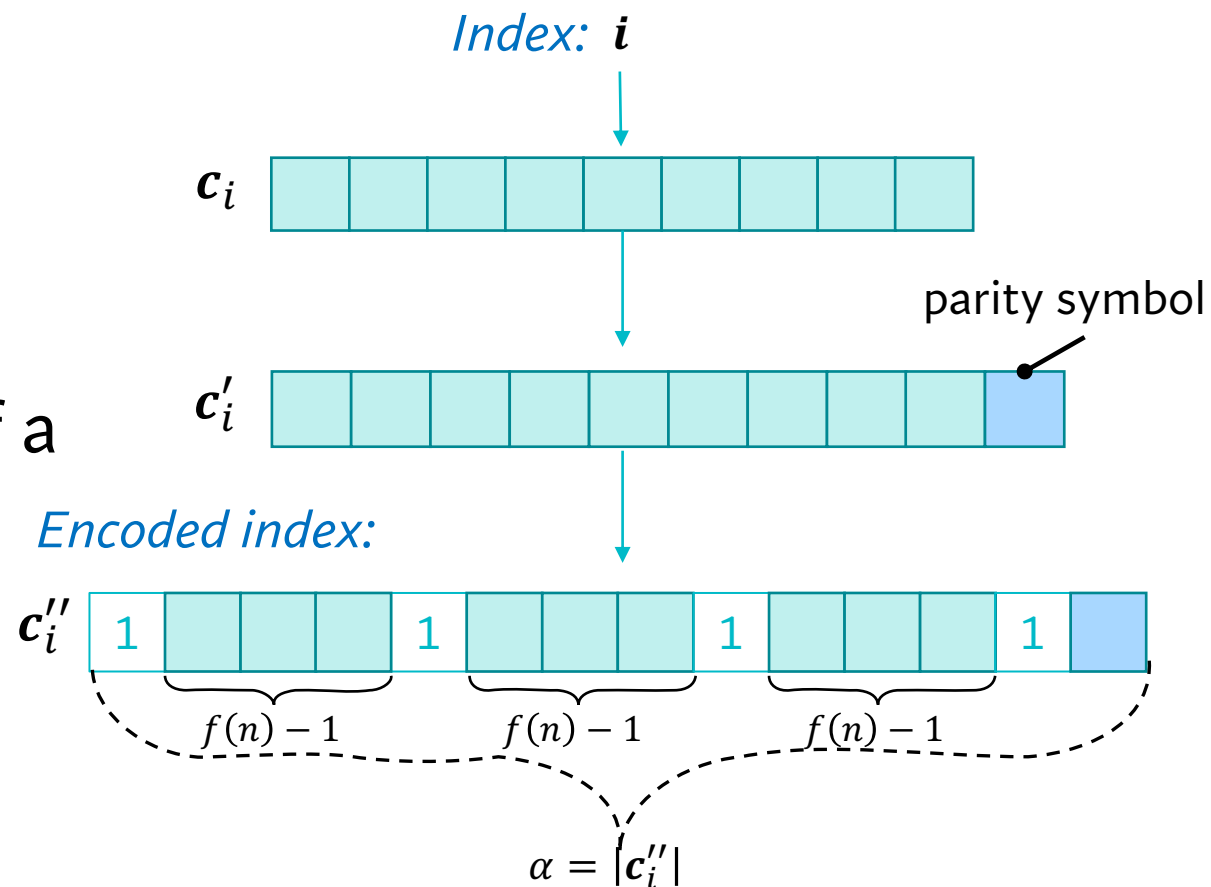 Index: i
c_i
parity symbol
c'_i
f a
Encoded index:
c''_i 1 1 1 1
f(n) − 1 f(n) − 1 f(n) − 1
α = |c''_i|